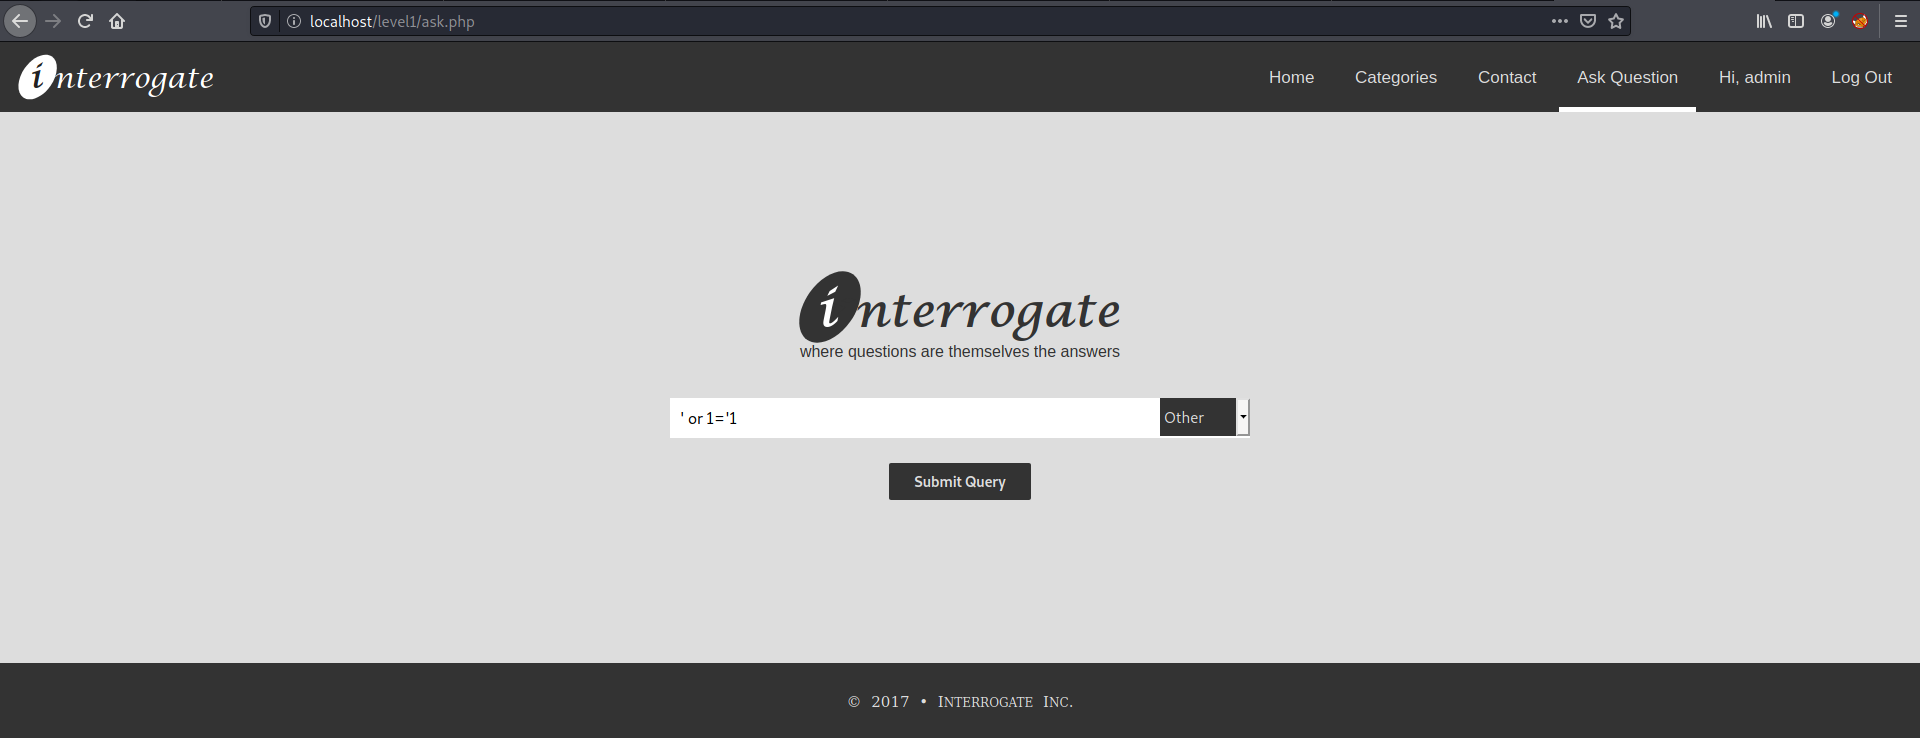 localhost/level1/ask.php
interrogate
Home Categories Contact Ask Question Hi, admin Log Out
interrogate
where questions are themselves the answers
' or 1='1
Other
Submit Query
© 2017 • INTERROGATE INC.